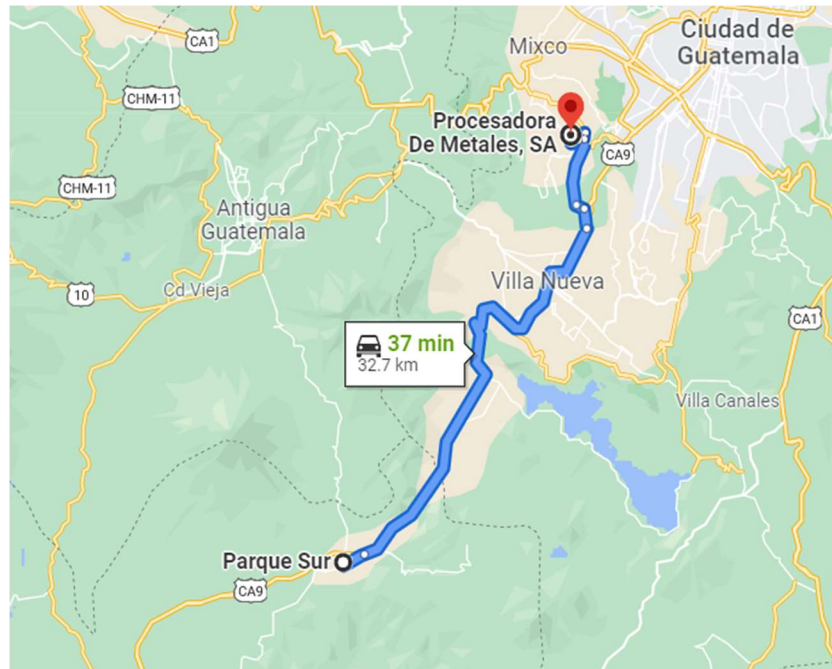 CA1
Mixco
Ciudad de
Guatemala
CHM-11
Procesadora
De Metales, SA
CA9
CHM-11
Antigua
Guatemala
10
Cd Vieja
Villa Nueva
CA1
37 min
32.7 km
Villa Canales
Parque Sur
CA9